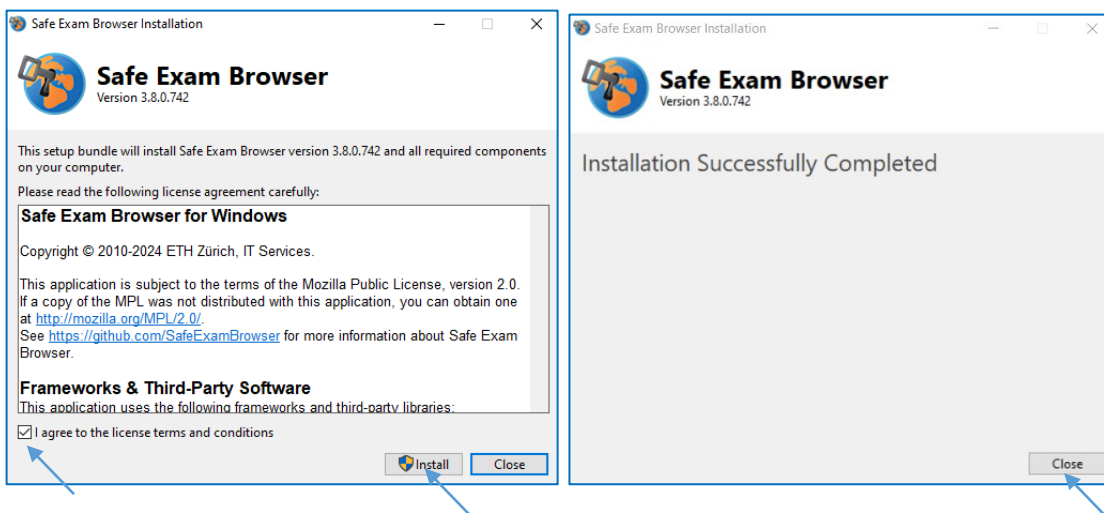 Safe Exam Browser Installation
Safe Exam Browser
Version 3.8.0.742
This setup bundle will install Safe Exam Browser version 3.8.0.742 and all required components
on your computer.
Please read the following license agreement carefully:
Safe Exam Browser for Windows
Copyright © 2010-2024 ETH Zürich, IT Services.
This application is subject to the terms of the Mozilla Public License, version 2.0.
If a copy of the MPL was not distributed with this application, you can obtain one
at http://mozilla.org/MPL/2.0/.
See https://github.com/SafeExamBrowser for more information about Safe Exam
Browser.
Frameworks & Third-Party Software
This application uses the following frameworks and third-party libraries:
I agree to the license terms and conditions
Install
Close
Safe Exam Browser Installation
Safe Exam Browser
Version 3.8.0.742
Installation Successfully Completed
Close